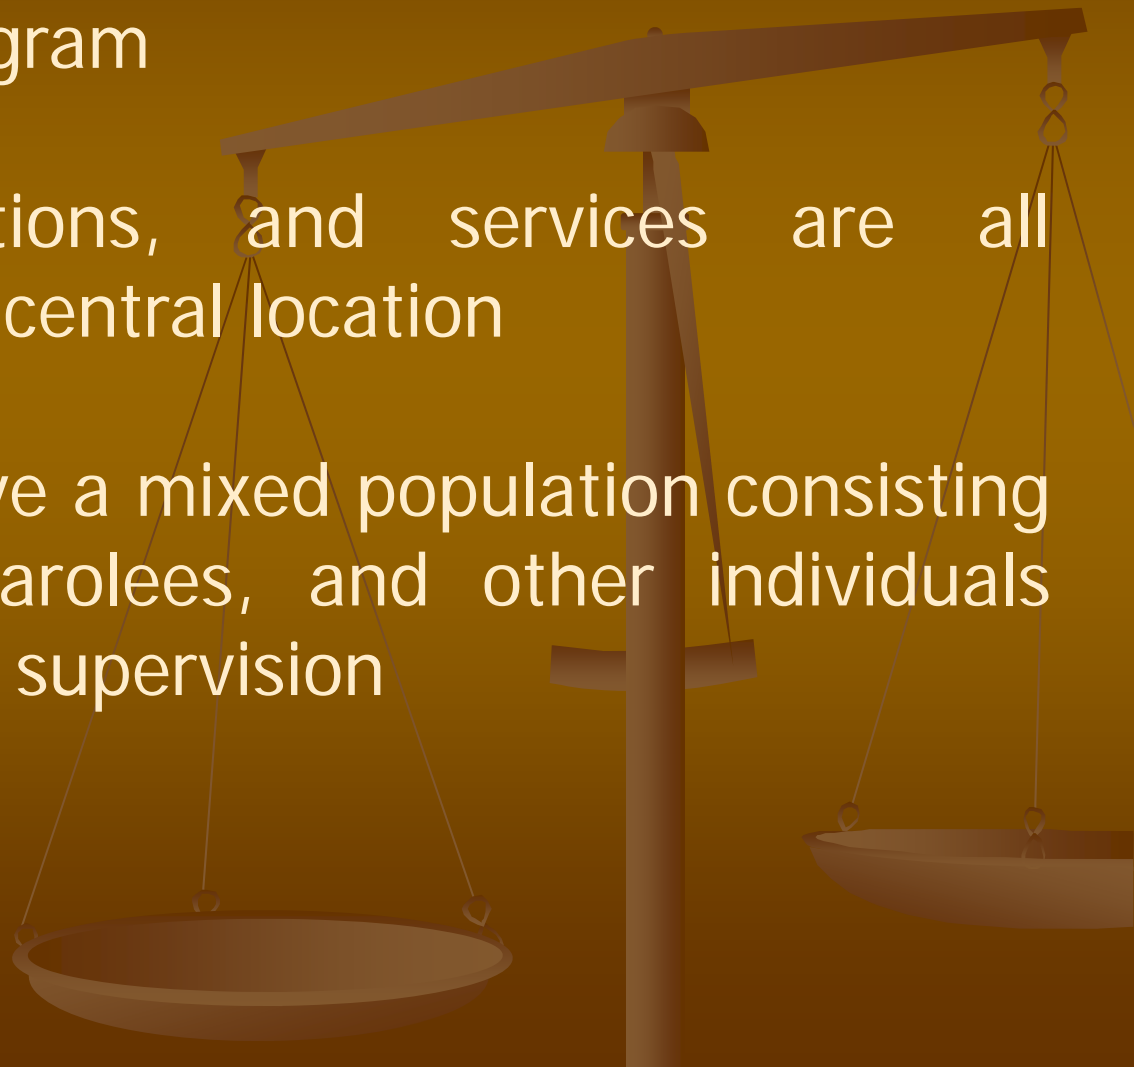 gram
tions, and services are all
central location
ve a mixed population consisting
arolees, and other individuals
supervision